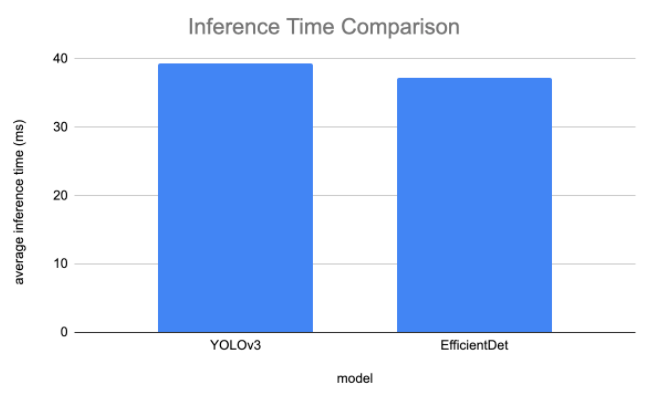 Inference Time Comparison
average inference time (ms)
40
30
20
10
0
YOLOv3
EfficientDet
model